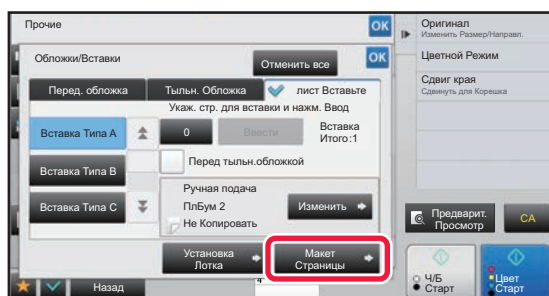 Прочие
OK
Обложки/Вставки
Отменить все
OK
Перед. обложка
Тыльн. Обложка
лист Вставьте
Укаж. стр. для вставки и нажм. Ввод
Вставка Типа A
0
Ввести
Вставка
Итого:1
Вставка Типа B
Перед тыльн.обложкой
Вставка Типа C
Ручная подача
ПлБум 2
Не Копировать
Изменить
Установка
Лотка
Макет
Страницы
Назад
Оригинал
Изменить Размер/Направл.
Цветной Режим
Сдвиг края
Сдвинуть для Корешка
Предварит.
Просмотр
CA
Ч/Б
Старт
Цвет
Старт